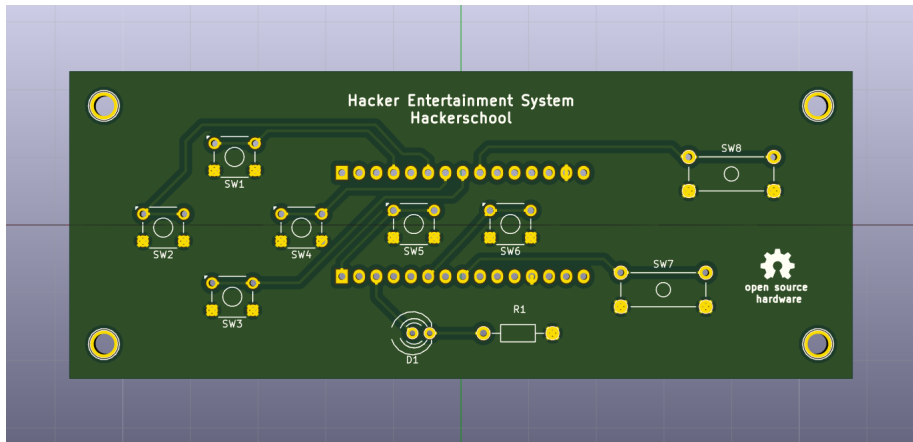 Hacker Entertainment System
Hackerschool
SW1
SW8
SW2
SW4
SW5
SW6
SW3
SW7
open source
hardware
R1
D1